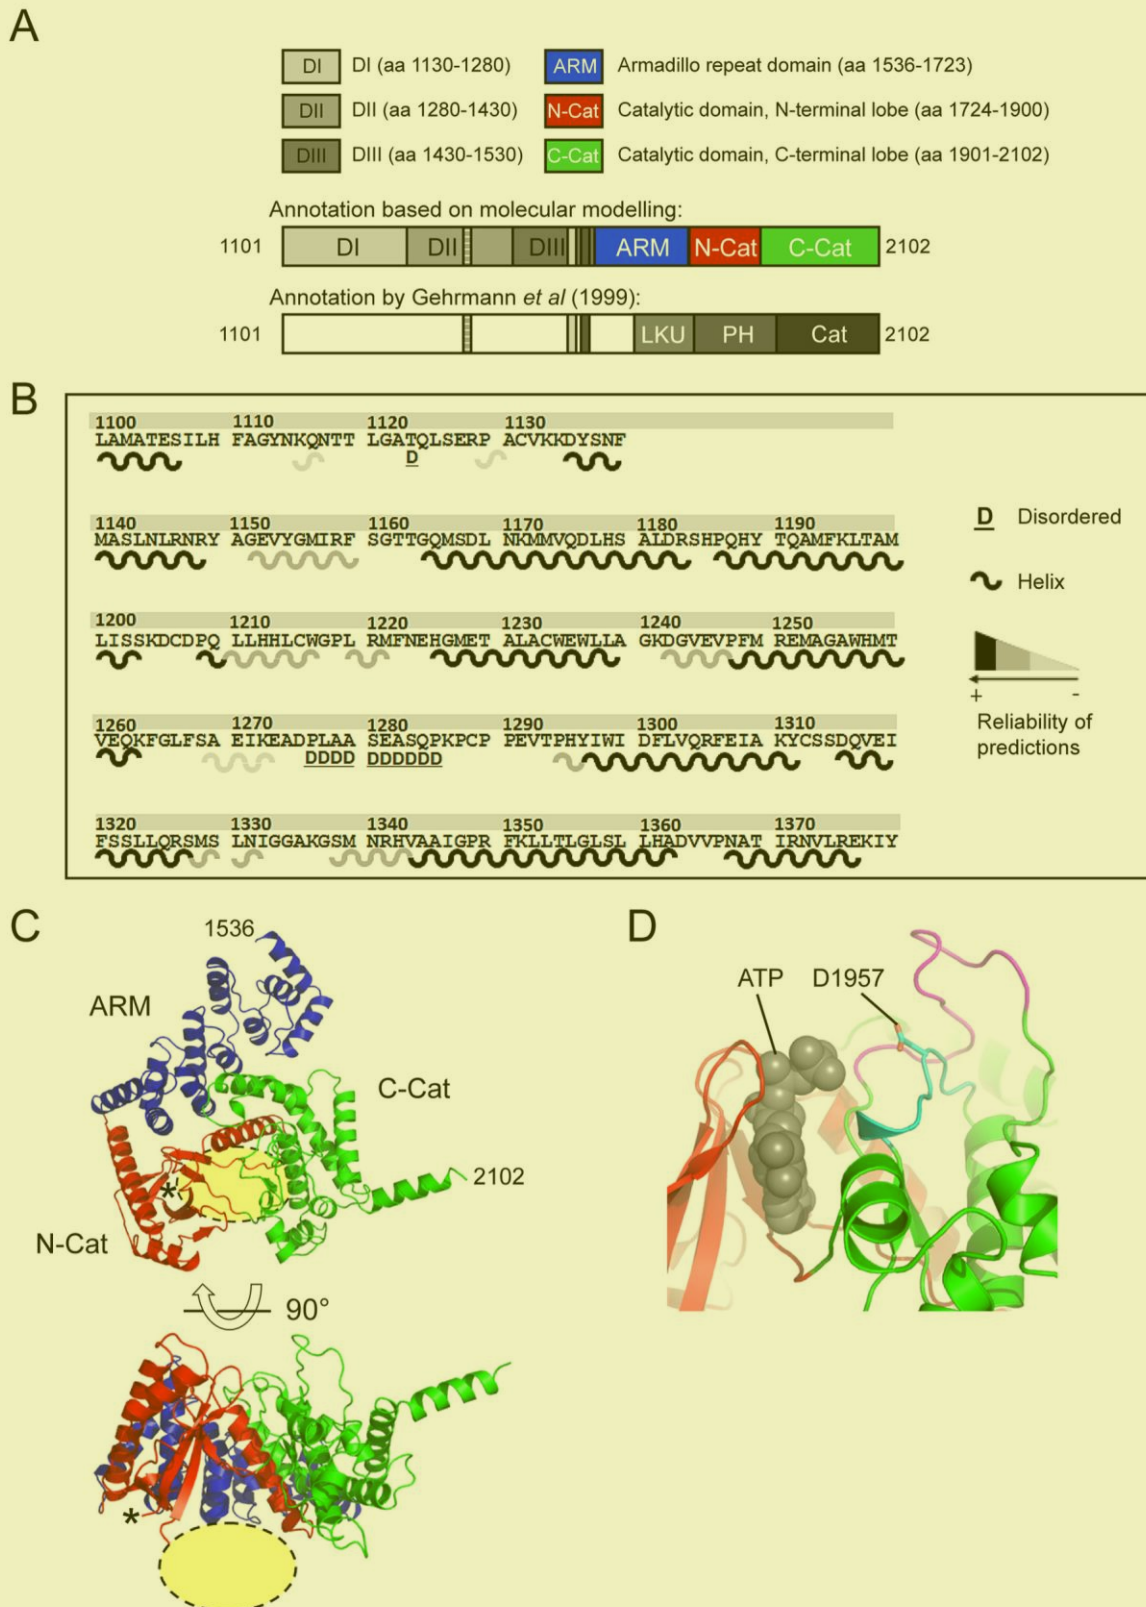 A
DI DI (aa 1130-1280) ARM Armadillo repeat domain (aa 1536-1723)
DII DII (aa 1280-1430) N-Cat Catalytic domain, N-terminal lobe (aa 1724-1900)
DIII DIII (aa 1430-1530) C-Cat Catalytic domain, C-terminal lobe (aa 1901-2102)
Annotation based on molecular modelling:
1101 DI DII DIII ARM N-Cat C-Cat 2102
Annotation by Gehrmann et al (1999):
1101 LKU PH Cat 2102
B
1100 1110 1120 1130
LAMATESILH FAGYNKQNTT LGATQLSERP ACVKKDYSNF
D
1140 1150 1160 1170 1180 1190
MASLNLRNRY AGEVYGMIRF SGTTGQMSDL NKMMVQDLHS ALDRSHPQHY TQAMFKLTAM
1200 1210 1220 1230 1240 1250
LISSKDCDPQ LLHHLCWGPL RMFNEHGMET ALACWEWLLA GKDGVEVPFM REMAGAWHMT
1260 1270 1280 1290 1300 1310
VEQKFGLFSA EIKEADPLAA SEASQPKPCP PEVTPHYIWI DFLVQRFEIA KYCSSDQVEI
DDDD DDDDDD
1320 1330 1340 1350 1360 1370
FSSLLQRSMS LNIGGAKGSM NRHVAAIGPR FKLLTLGLSL LHADVVPNAT IRNVLREKIY
D Disordered
Helix
+ -
Reliability of
predictions
C
1536
ARM
C-Cat
*
2102
N-Cat
90°
*
D
ATP D1957